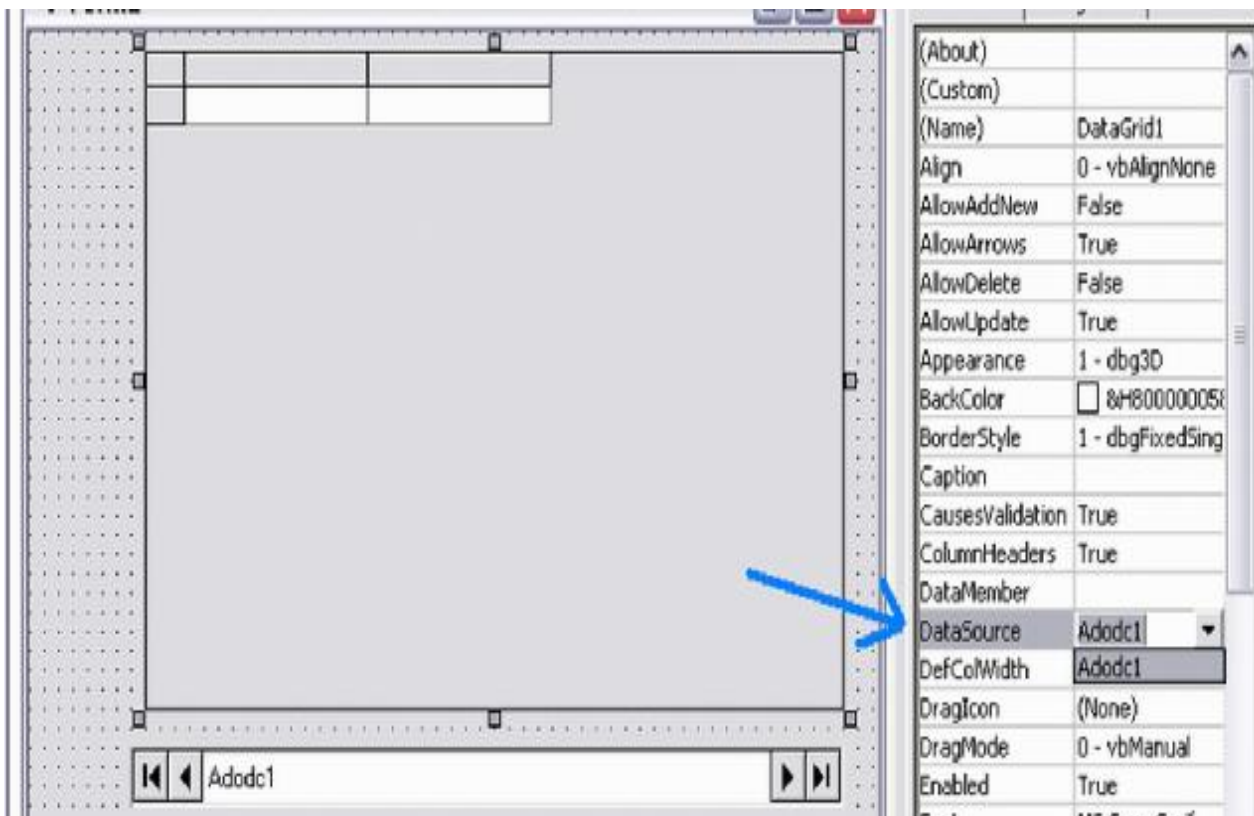 (About)
(Custom)
(Name) DataGrid1
Align 0 - vbAlignNone
AllowAddNew False
AllowArrows True
AllowDelete False
AllowUpdate True
Appearance 1 - dbg3D
BackColor &H80000005&
BorderStyle 1 - dbgFixedSing
Caption
CausesValidation True
ColumnHeaders True
DataMember
DataSource Adodc1
DefColWidth Adodc1
DragIcon (None)
DragMode 0 - vbManual
Enabled True
Adodc1